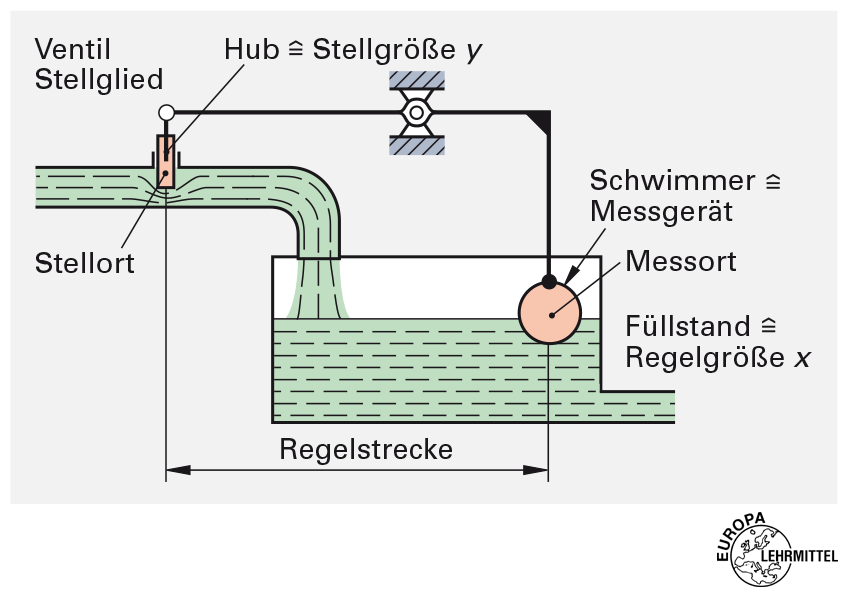 Ventil
Stellglied
Hub ≙ Stellgröße y
Stellort
Schwimmer ≙
Messgerät
Messort
Füllstand ≙
Regelgröße x
Regelstrecke
EUROPA
LEHRMITTEL